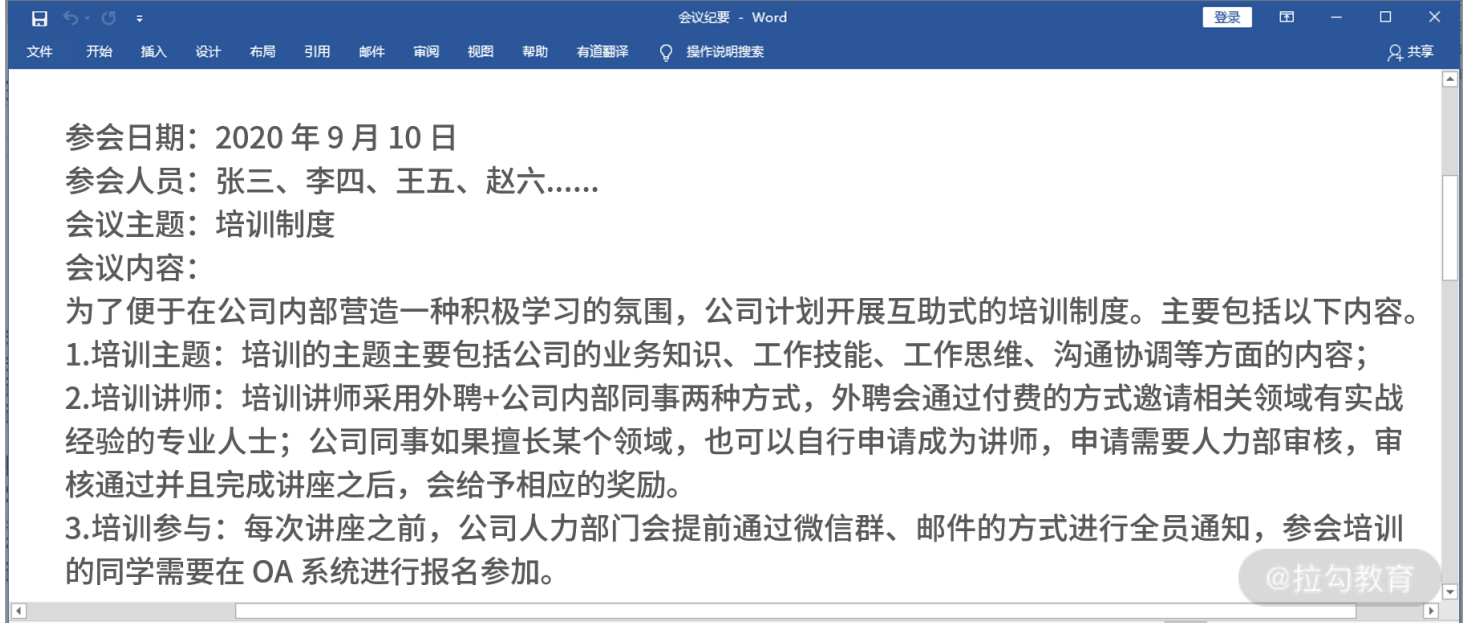 会议纪要 - Word
登录
文件 开始 插入 设计 布局 引用 邮件 审阅 视图 帮助 有道翻译 操作说明搜索 共享
参会日期：2020 年 9 月 10 日
参会人员：张三、李四、王五、赵六......
会议主题：培训制度
会议内容：
为了便于在公司内部营造一种积极学习的氛围，公司计划开展互助式的培训制度。主要包括以下内容。
1.培训主题：培训的主题主要包括公司的业务知识、工作技能、工作思维、沟通协调等方面的内容；
2.培训讲师：培训讲师采用外聘+公司内部同事两种方式，外聘会通过付费的方式邀请相关领域有实战
经验的专业人士；公司同事如果擅长某个领域，也可以自行申请成为讲师，申请需要人力部审核，审
核通过并且完成讲座之后，会给予相应的奖励。
3.培训参与：每次讲座之前，公司人力部门会提前通过微信群、邮件的方式进行全员通知，参会培训
的同学需要在 OA 系统进行报名参加。
@拉勾教育